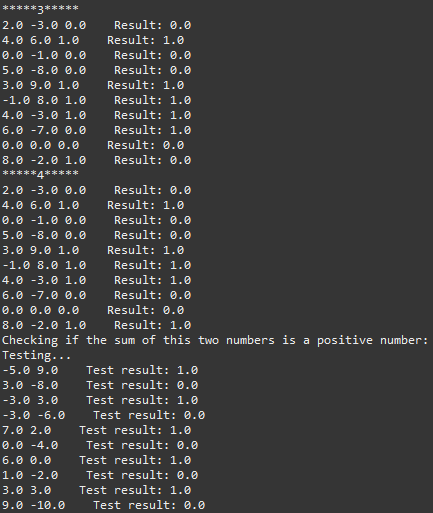 *****3*****
2.0 -3.0 0.0    Result: 0.0
4.0 6.0 1.0    Result: 1.0
0.0 -1.0 0.0    Result: 0.0
5.0 -8.0 0.0    Result: 0.0
3.0 9.0 1.0    Result: 1.0
-1.0 8.0 1.0    Result: 1.0
4.0 -3.0 1.0    Result: 1.0
6.0 -7.0 0.0    Result: 1.0
0.0 0.0 0.0    Result: 0.0
8.0 -2.0 1.0    Result: 1.0
*****4*****
2.0 -3.0 0.0    Result: 0.0
4.0 6.0 1.0    Result: 1.0
0.0 -1.0 0.0    Result: 0.0
5.0 -8.0 0.0    Result: 0.0
3.0 9.0 1.0    Result: 1.0
-1.0 8.0 1.0    Result: 1.0
4.0 -3.0 1.0    Result: 1.0
6.0 -7.0 0.0    Result: 0.0
0.0 0.0 0.0    Result: 0.0
8.0 -2.0 1.0    Result: 1.0
Checking if the sum of this two numbers is a positive number:
Testing...
-5.0 9.0    Test result: 1.0
3.0 -8.0    Test result: 0.0
-3.0 3.0    Test result: 1.0
-3.0 -6.0    Test result: 0.0
7.0 2.0    Test result: 1.0
0.0 -4.0    Test result: 0.0
6.0 0.0    Test result: 1.0
1.0 -2.0    Test result: 0.0
3.0 3.0    Test result: 1.0
9.0 -10.0    Test result: 0.0